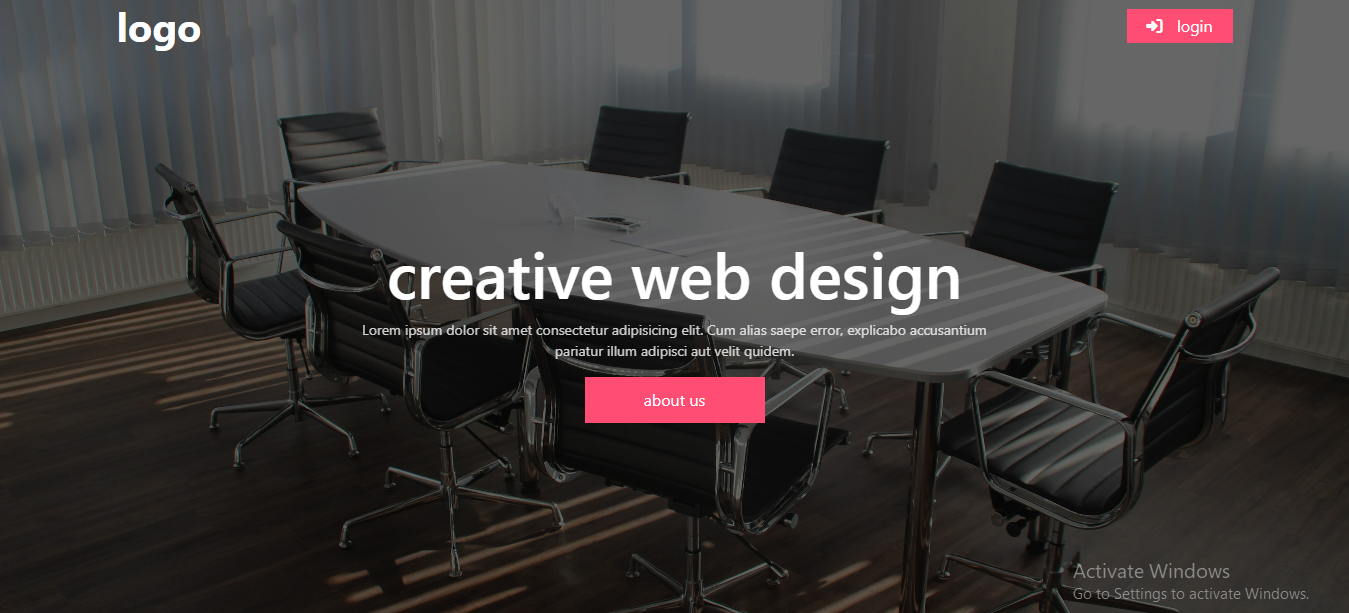 logo
login
creative web design
Lorem ipsum dolor sit amet consectetur adipisicing elit. Cum alias saepe error, explicabo accusantium
pariatur illum adipisci aut velit quidem.
about us
Activate Windows
Go to Settings to activate Windows.